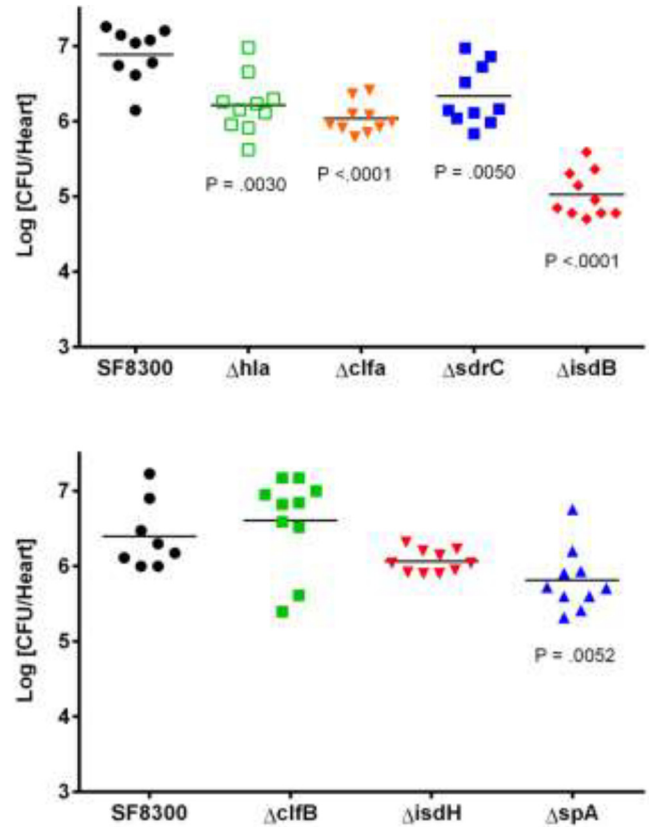 7
6
5
4
3
Log [CFU/Heart]
P = .0030
P <.0001
P = .0050
P <.0001
SF8300 Δhla Δclfa ΔsdrC ΔisdB
7
6
5
4
3
Log [CFU/Heart]
P = .0052
SF8300 ΔclfB ΔisdH ΔspA